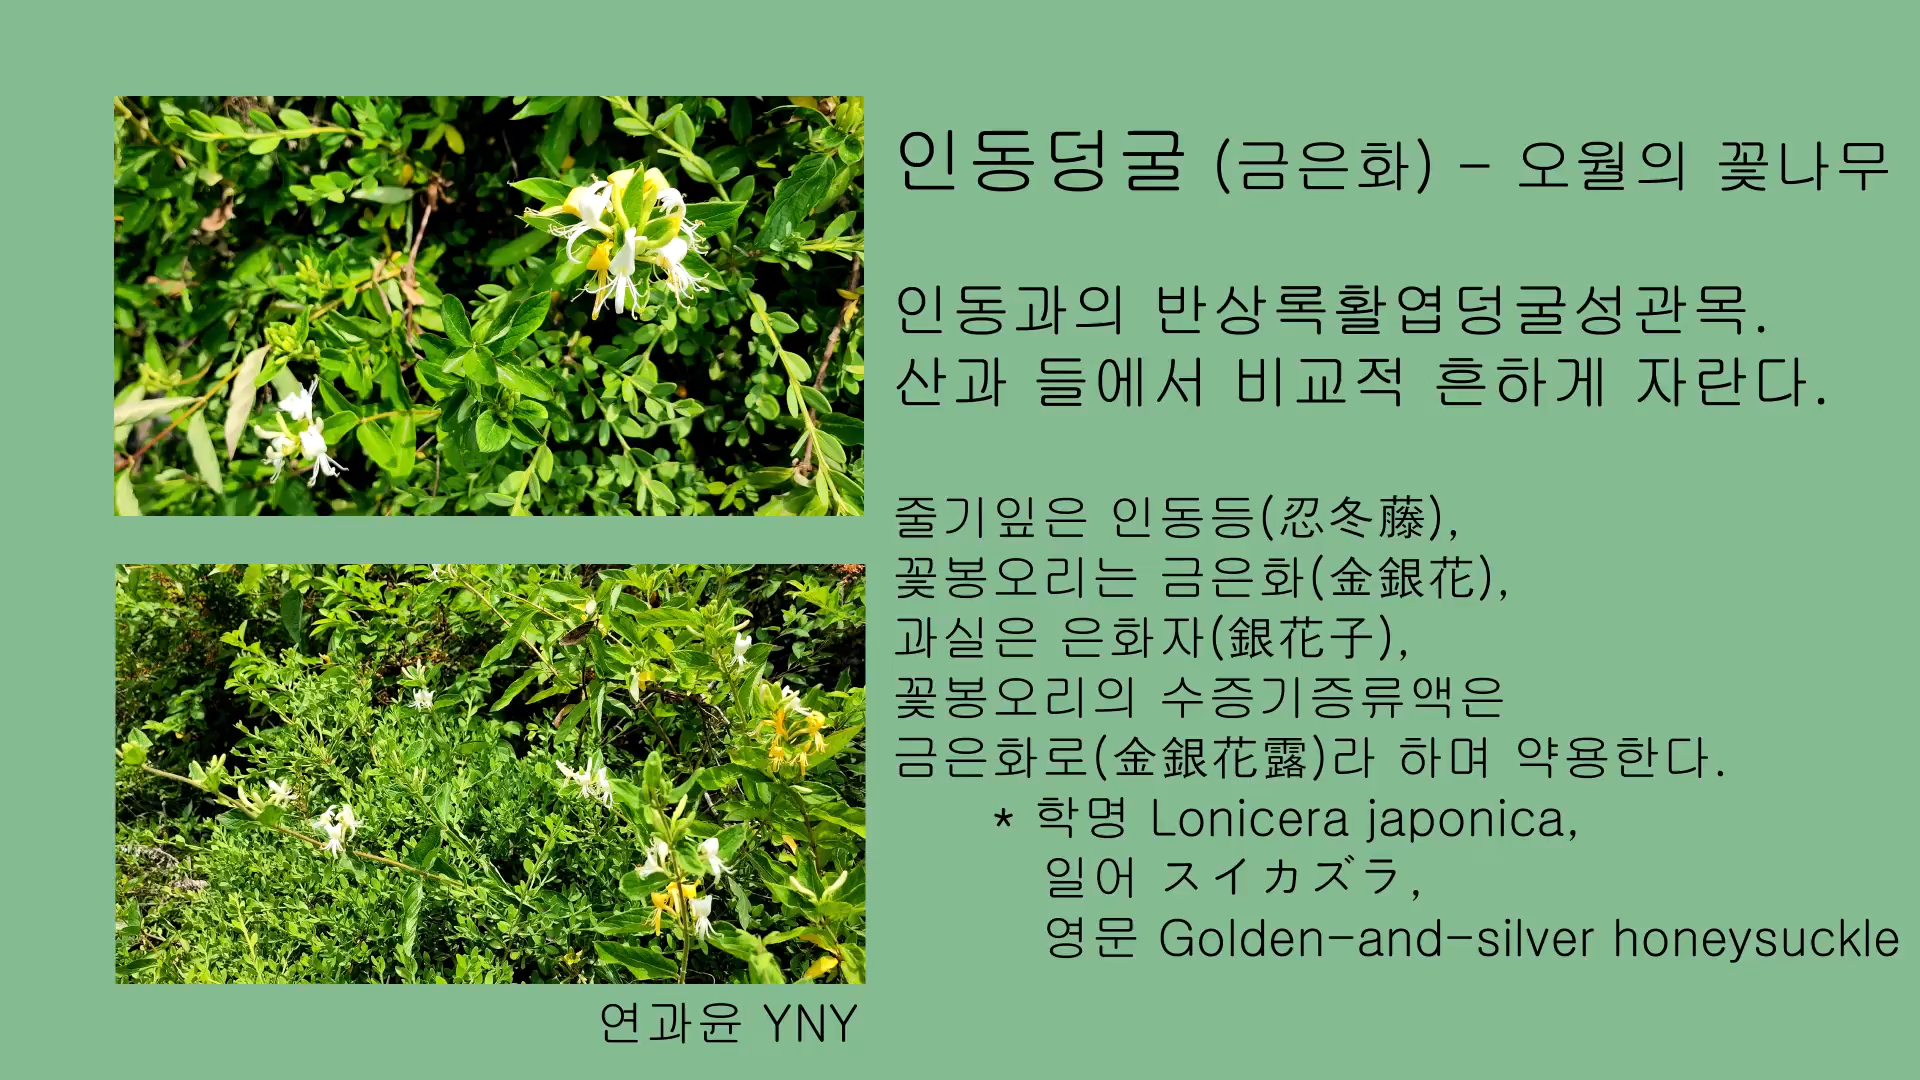 인동덩굴 (금은화) - 오월의 꽃나무
인동과의 반상록활엽덩굴성관목.
산과 들에서 비교적 흔하게 자란다.
줄기잎은 인동등(忍冬藤),
꽃봉오리는 금은화(金銀花),
과실은 은화자(銀花子),
꽃봉오리의 수증기증류액은
금은화로(金銀花露)라 하며 약용한다.
* 학명 Lonicera japonica,
일어 スイカズラ,
영문 Golden-and-silver honeysuckle
연과윤 YNY